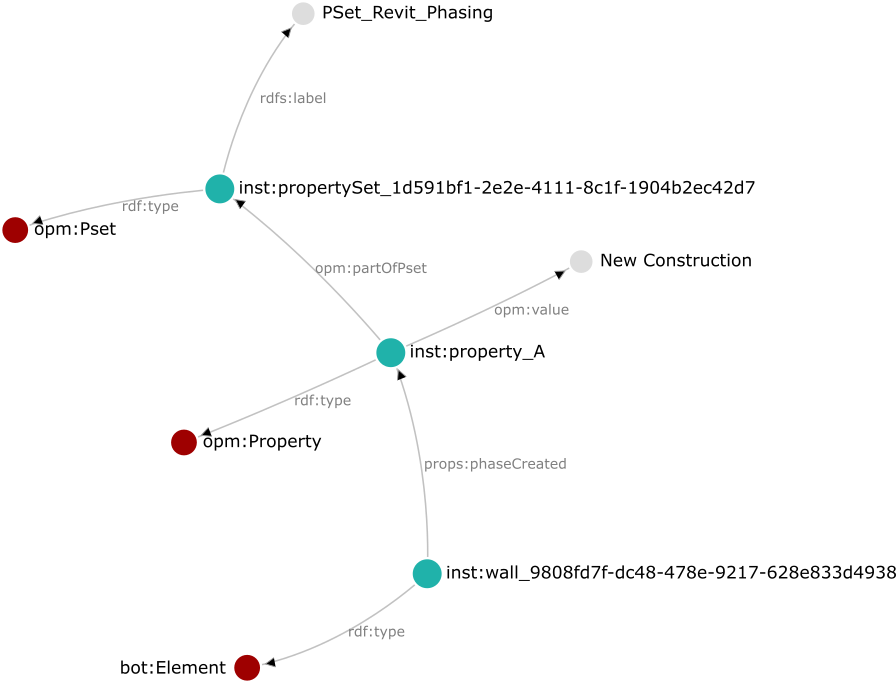 PSet_Revit_Phasing
rdfs:label
inst:propertySet_1d591bf1-2e2e-4111-8c1f-1904b2ec42d7
rdf:type
opm:Pset
New Construction
opm:partOfPset
opm:value
inst:property_A
rdf:type
opm:Property
props:phaseCreated
inst:wall_9808fd7f-dc48-478e-9217-628e833d4938
rdf:type
bot:Element